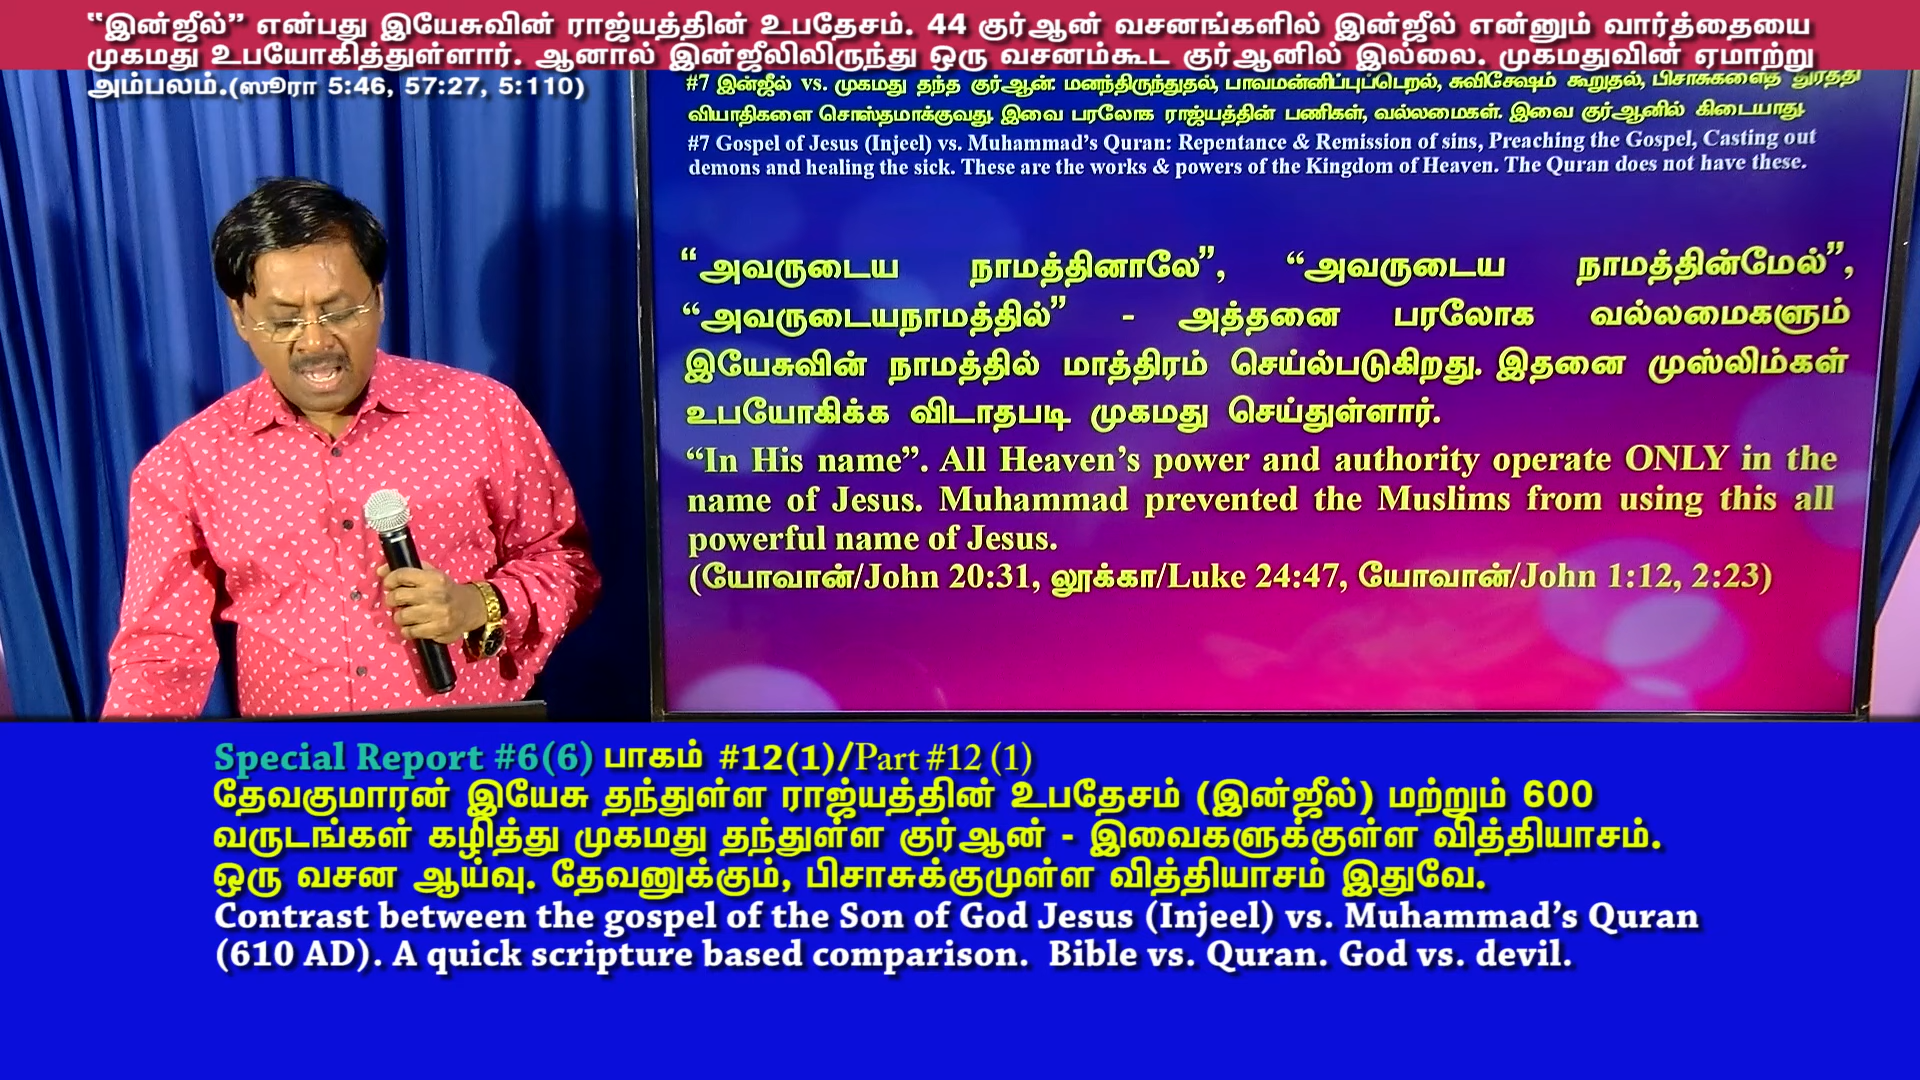 “இன்ஜீல்” என்பது இயேசுவின் ராஜ்யத்தின் உபதேசம். 44 குர்ஆன் வசனங்களில் இன்ஜீல் என்னும் வார்த்தையை
முகமது உபயோகித்துள்ளார். ஆனால் இன்ஜீலிலிருந்து ஒரு வசனம்கூட குர்ஆனில் இல்லை. முகமதுவின் ஏமாற்று
அம்பலம்.(ஸூரா 5:46, 57:27, 5:110)
#7 இன்ஜீல் vs. முகமது தந்த குர்ஆன்: மனந்திருந்துதல், பாவமன்னிப்புப்பெறல், சுவிசேஷம் கூறுதல், பிசாசுகளைத் துரத்தி
வியாதிகளை சொஸ்தமாக்குவது. இவை பரலோக ராஜ்யத்தின் பணிகள், வல்லமைகள். இவை குர்ஆனில் கிடையாது.
#7 Gospel of Jesus (Injeel) vs. Muhammad’s Quran: Repentance & Remission of sins, Preaching the Gospel, Casting out
demons and healing the sick. These are the works & powers of the Kingdom of Heaven. The Quran does not have these.
“அவருடைய நாமத்தினாலே”, “அவருடைய நாமத்தின்மேல்”,
“அவருடையநாமத்தில்” - அத்தனை பரலோக வல்லமைகளும்
இயேசுவின் நாமத்தில் மாத்திரம் செய்ல்படுகிறது. இதனை முஸ்லிம்கள்
உபயோகிக்க விடாதபடி முகமது செய்துள்ளார்.
“In His name”. All Heaven’s power and authority operate ONLY in the
name of Jesus. Muhammad prevented the Muslims from using this all
powerful name of Jesus.
(யோவான்/John 20:31, லூக்கா/Luke 24:47, யோவான்/John 1:12, 2:23)
Special Report #6(6) பாகம் #12(1)/Part #12 (1)
தேவகுமாரன் இயேசு தந்துள்ள ராஜ்யத்தின் உபதேசம் (இன்ஜீல்) மற்றும் 600
வருடங்கள் கழித்து முகமது தந்துள்ள குர்ஆன் - இவைகளுக்குள்ள வித்தியாசம்.
ஒரு வசன ஆய்வு. தேவனுக்கும், பிசாசுக்குமுள்ள வித்தியாசம் இதுவே.
Contrast between the gospel of the Son of God Jesus (Injeel) vs. Muhammad’s Quran
(610 AD). A quick scripture based comparison. Bible vs. Quran. God vs. devil.